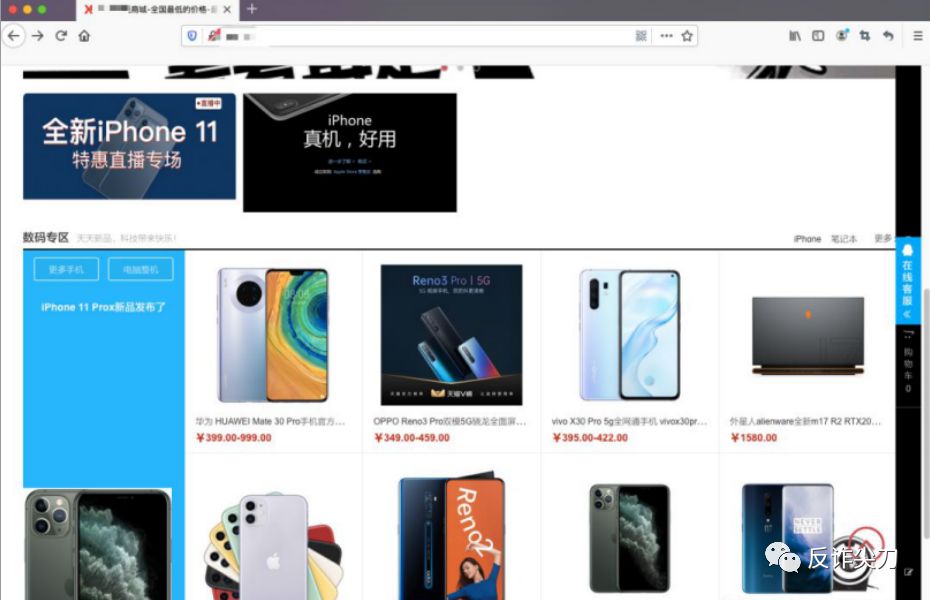 商城-全国最低的价格-
直播中
全新iPhone 11
特惠直播专场
iPhone
真机，好用
数码专区 天天新品，科技带来快乐！
iPhone 笔记本 更多
更多手机 电脑整机
iPhone 11 Prox新品发布了
Reno3 Pro | 5G
天猫V榜
华为 HUAWEI Mate 30 Pro手机官方...
￥399.00-999.00
OPPO Reno3 Pro双模5G骁龙全面屏...
￥349.00-459.00
vivo X30 Pro 5g全网通手机 vivox30pr...
￥395.00-422.00
外星人alienware全新m17 R2 RTX20...
￥1580.00
在线客服
购物车
0
Reno2
NEVER
SETTLE
反诈尖刀